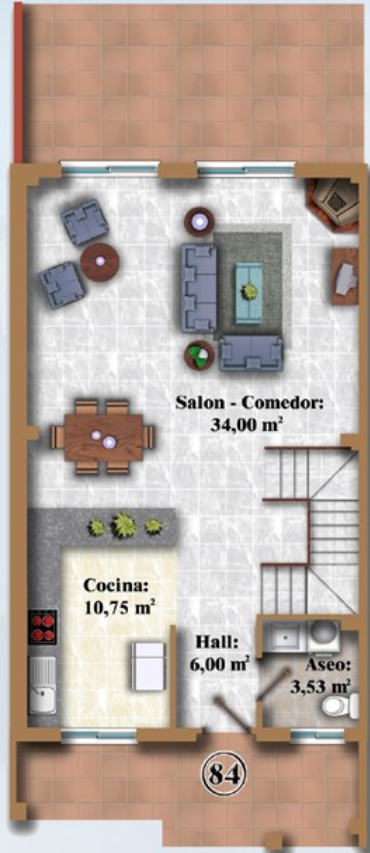 Salon - Comedor:
34,00 m²
Cocina:
10,75 m²
Hall:
6,00 m²
Aseo:
3,53 m²
84